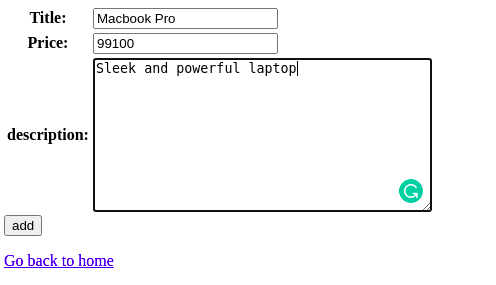 Title: Macbook Pro
Price: 99100
description: Sleek and powerful laptop
add
Go back to home